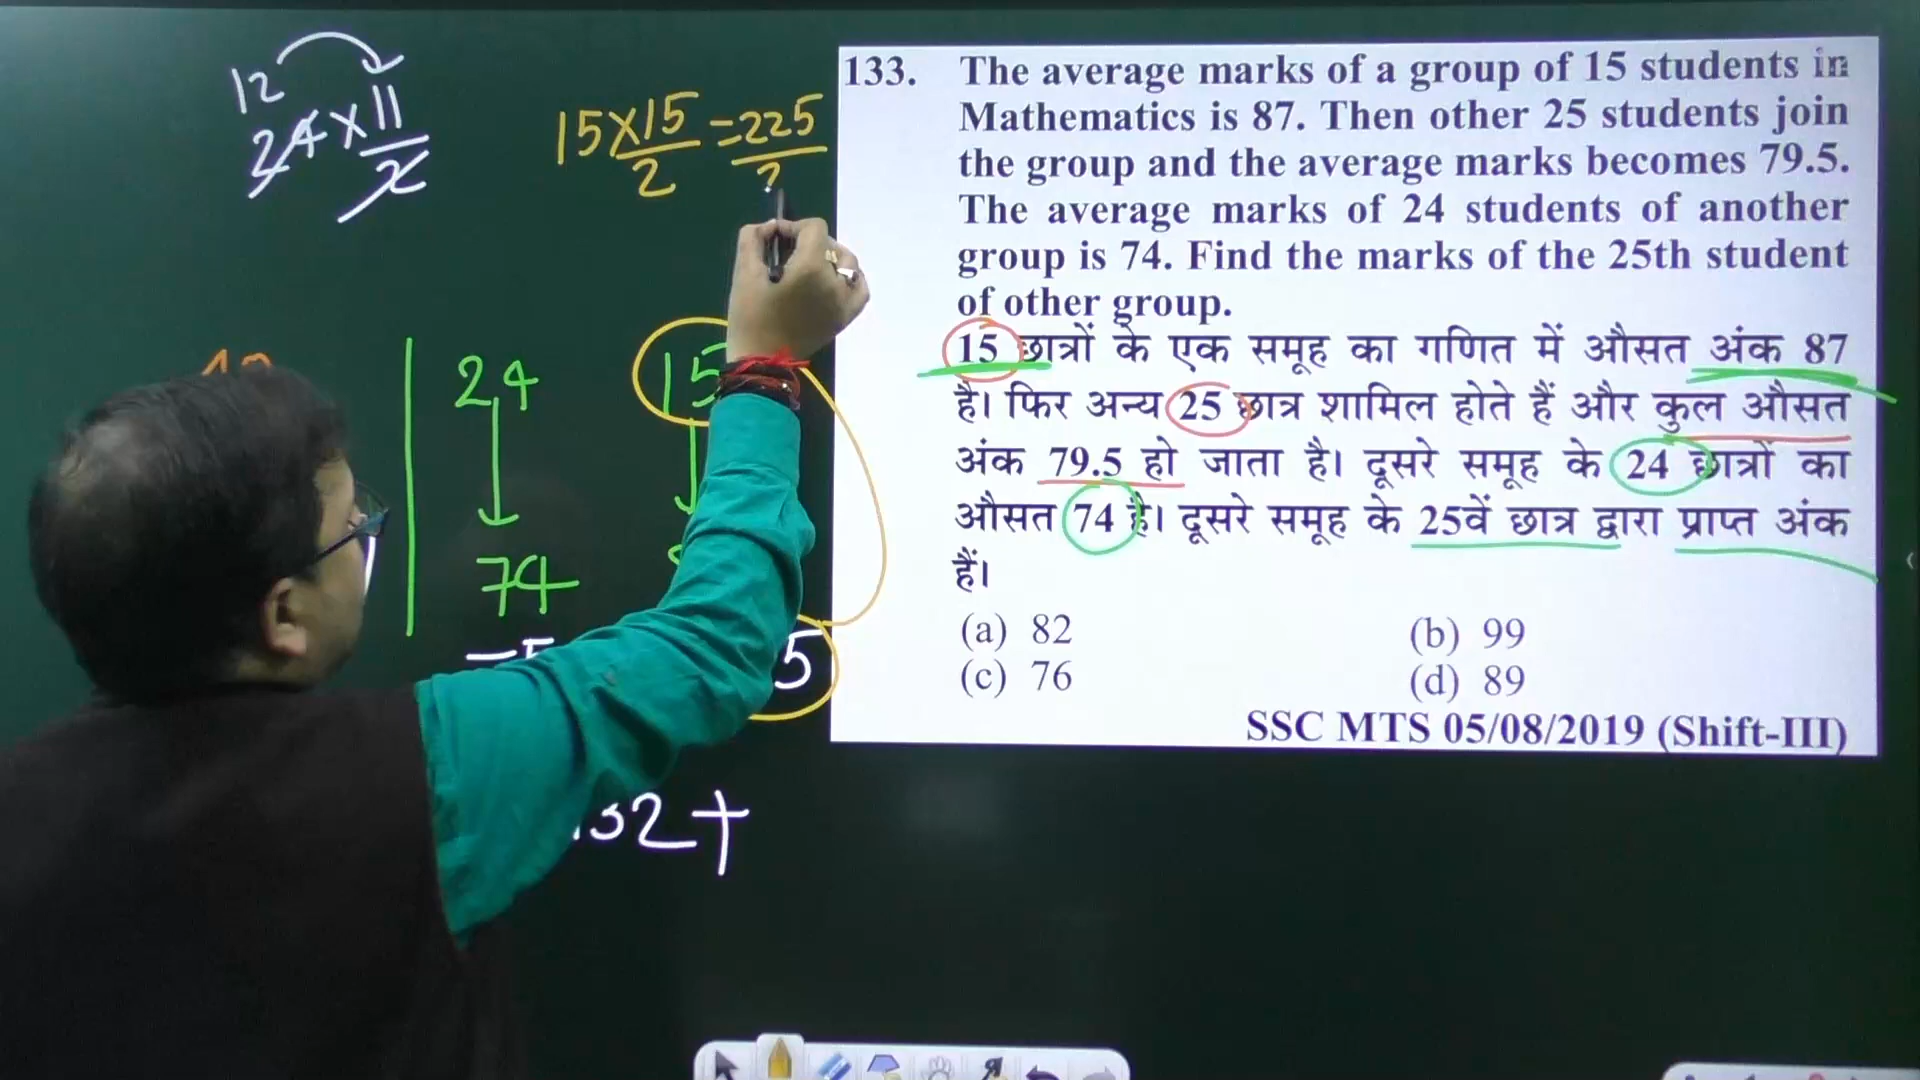 12
24 × 11
2
15 × 15 = 225
2
24
15
74
5
2 +
133. The average marks of a group of 15 students in
Mathematics is 87. Then other 25 students join
the group and the average marks becomes 79.5.
The average marks of 24 students of another
group is 74. Find the marks of the 25th student
of other group.
15 छात्रों के एक समूह का गणित में औसत अंक 87
है। फिर अन्य 25 छात्र शामिल होते हैं और कुल औसत
अंक 79.5 हो जाता है। दूसरे समूह के 24 छात्रों का
औसत 74 है। दूसरे समूह के 25वें छात्र द्वारा प्राप्त अंक
हैं।
(a) 82 (b) 99
(c) 76 (d) 89
SSC MTS 05/08/2019 (Shift-III)